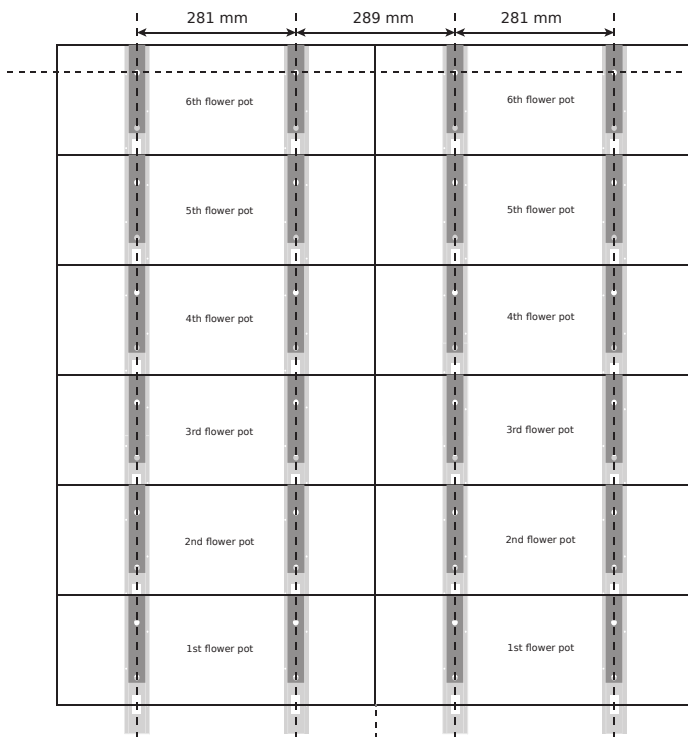 281 mm 289 mm 281 mm
6th flower pot 6th flower pot
5th flower pot 5th flower pot
4th flower pot 4th flower pot
3rd flower pot 3rd flower pot
2nd flower pot 2nd flower pot
1st flower pot 1st flower pot